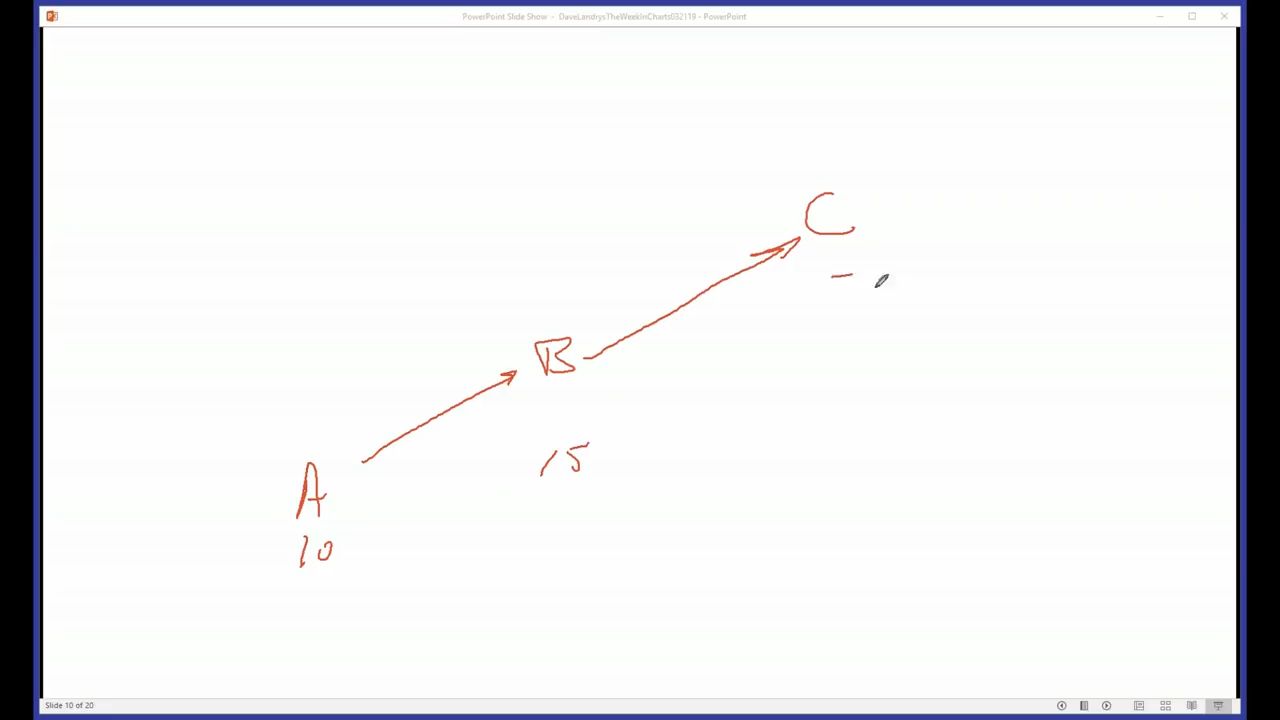 PowerPoint Slide Show - DaveLandrysTheWeekInCharts032119 - PowerPoint
C
B
15
A
10
Slide 10 of 20